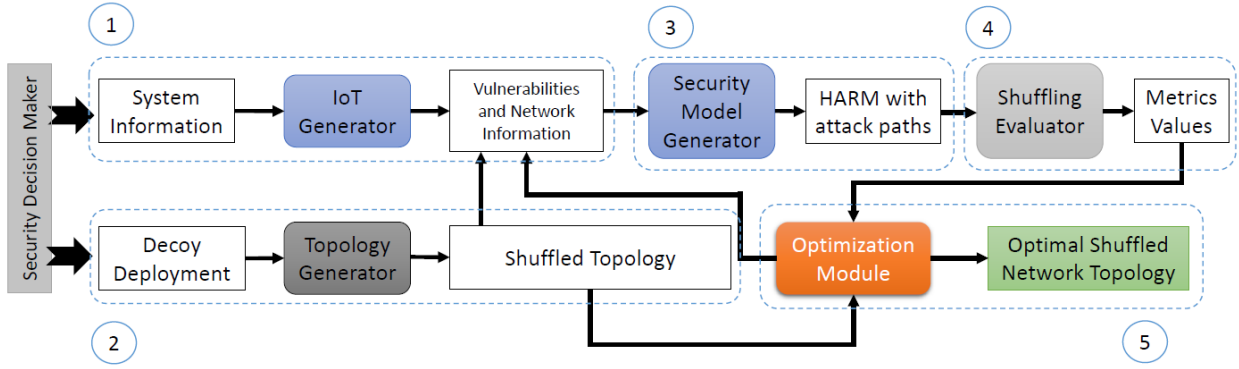 1
3
4
Security Decision Maker
System
Information
IoT
Generator
Vulnerabilities
and Network
Information
Security
Model
Generator
HARM with
attack paths
Shuffling
Evaluator
Metrics
Values
Decoy
Deployment
Topology
Generator
Shuffled Topology
Optimization
Module
Optimal Shuffled
Network Topology
2
5